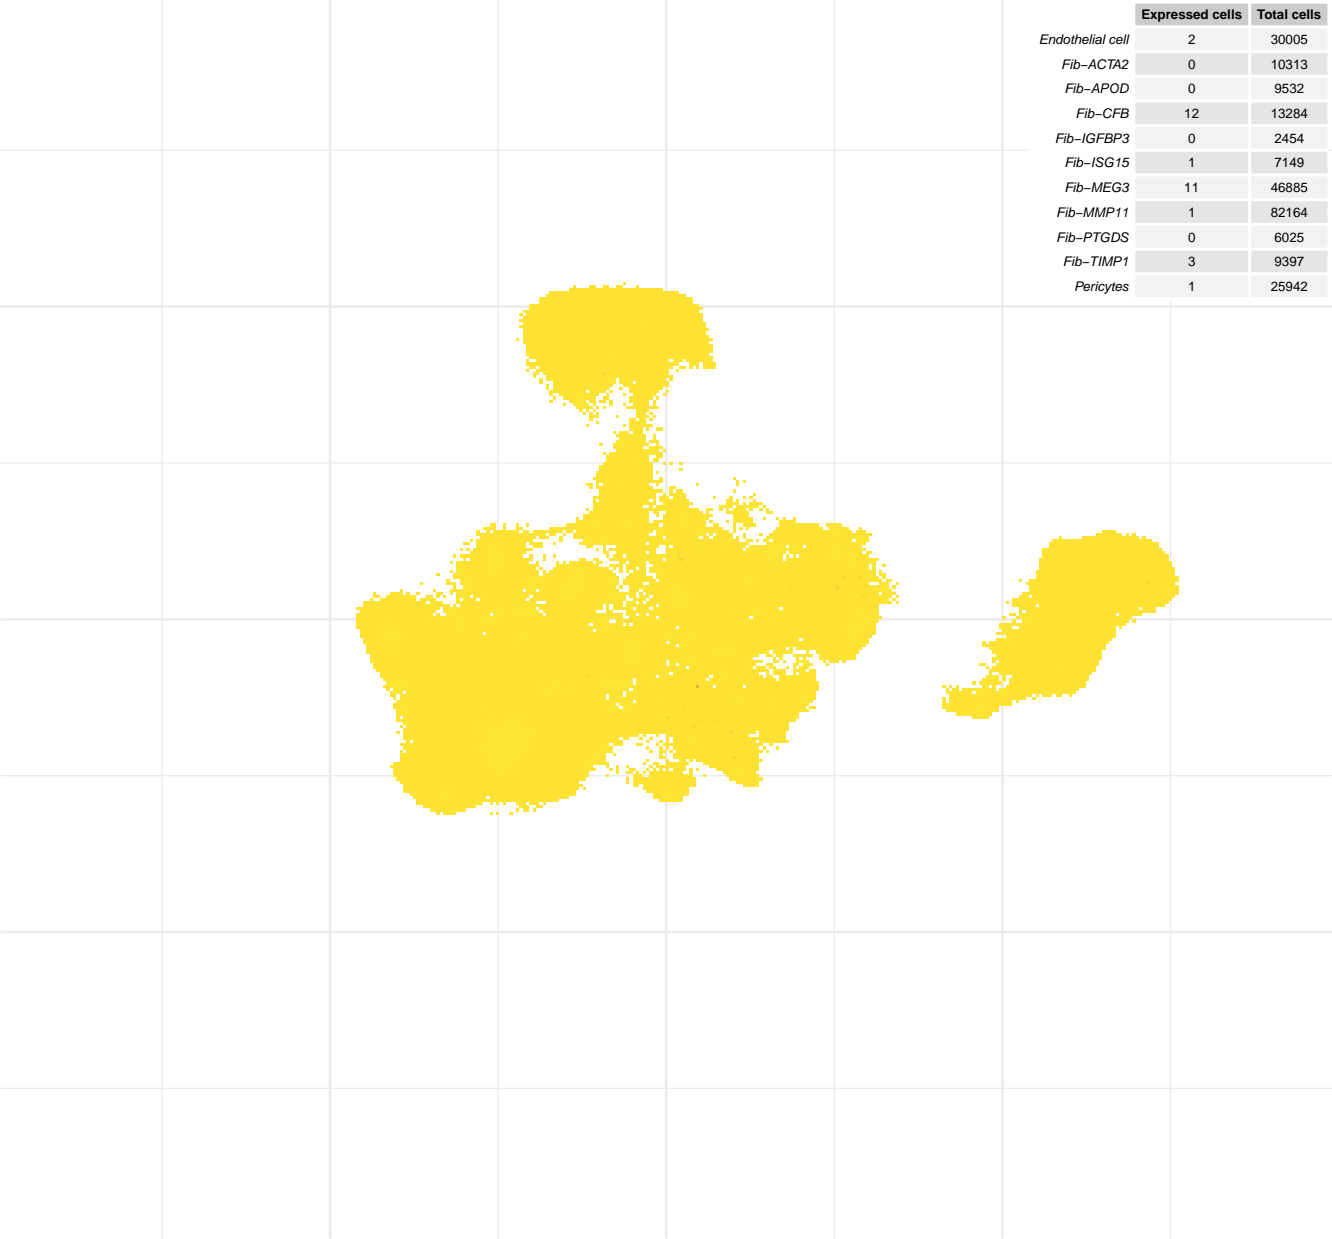 Expressed cells Total cells
Endothelial cell 2 30005
Fib−ACTA2 0 10313
Fib−APOD 0 9532
Fib−CFB 12 13284
Fib−IGFBP3 0 2454
Fib−ISG15 1 7149
Fib−MEG3 11 46885
Fib−MMP11 1 82164
Fib−PTGDS 0 6025
Fib−TIMP1 3 9397
Pericytes 1 25942